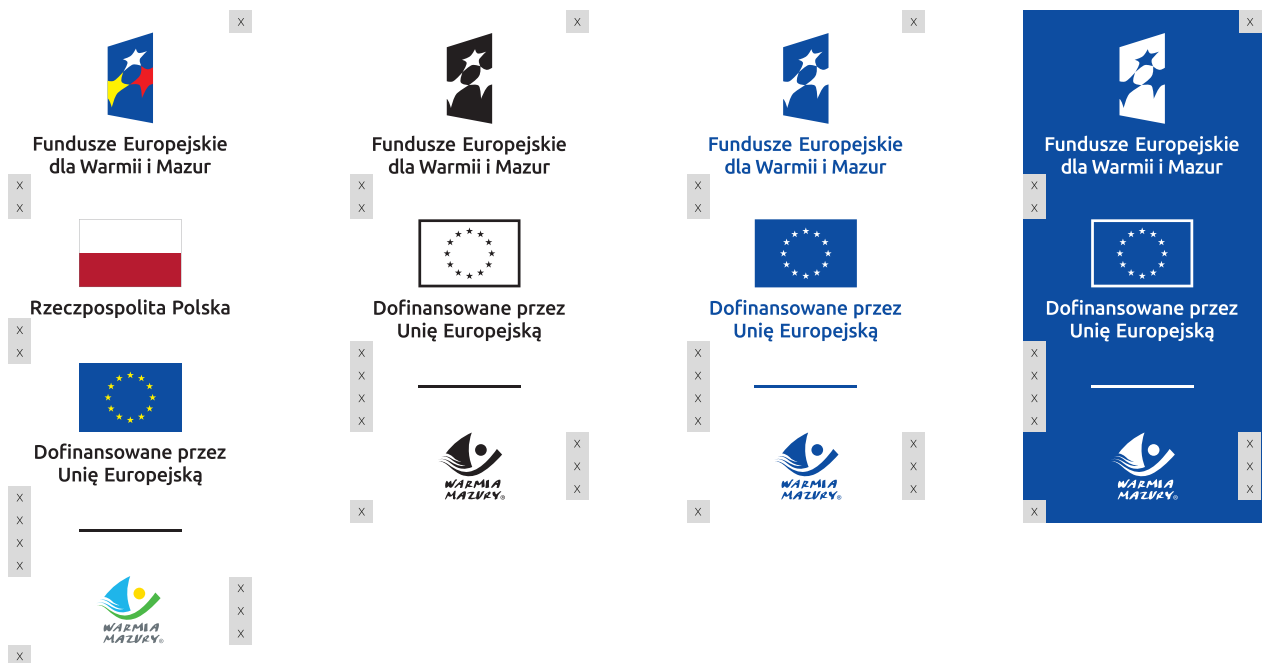 X
Fundusze Europejskie
dla Warmii i Mazur
X
X
Rzeczpospolita Polska
X
X
Dofinansowane przez
Unię Europejską
X
X
X
X
WARMIA
MAZURY®
X
X
X
X
X
Fundusze Europejskie
dla Warmii i Mazur
X
X
Dofinansowane przez
Unię Europejską
X
X
X
X
WARMIA
MAZURY®
X
X
X
X
X
Fundusze Europejskie
dla Warmii i Mazur
X
X
Dofinansowane przez
Unię Europejską
X
X
X
X
WARMIA
MAZURY®
X
X
X
X
X
Fundusze Europejskie
dla Warmii i Mazur
X
X
Dofinansowane przez
Unię Europejską
X
X
X
X
WARMIA
MAZURY®
X
X
X
X